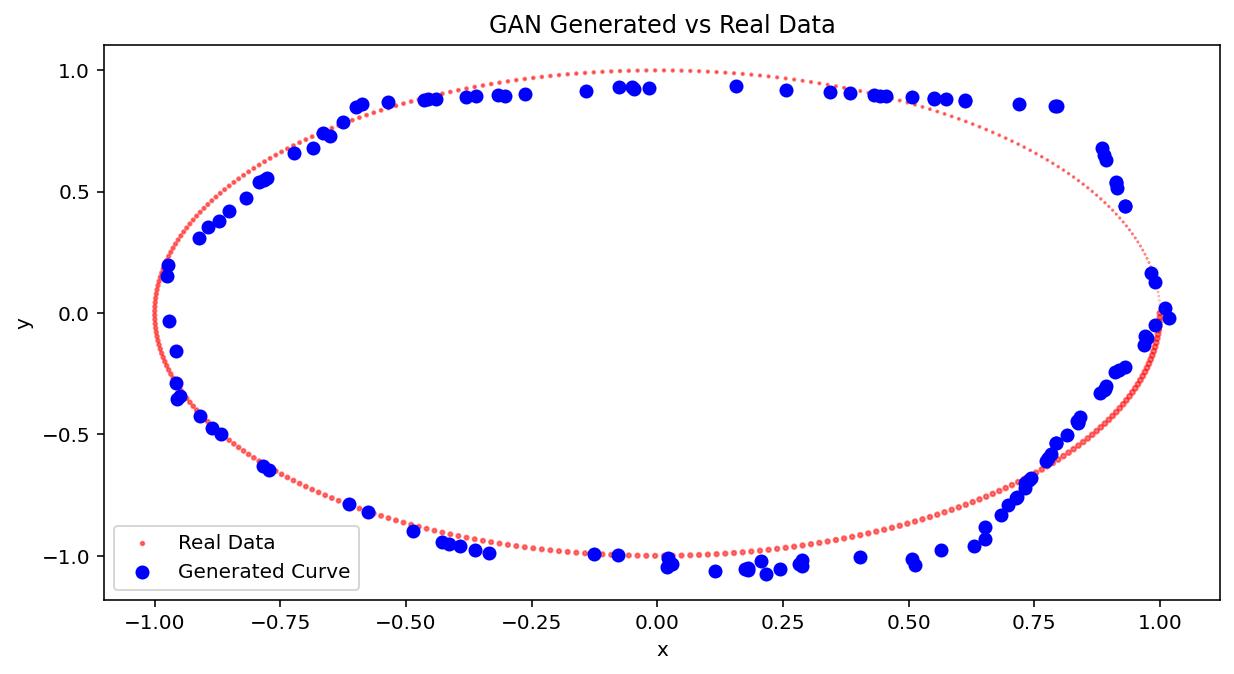 GAN Generated vs Real Data
1.0
0.5
0.0
−0.5
−1.0
y
Real Data
Generated Curve
−1.00 −0.75 −0.50 −0.25 0.00 0.25 0.50 0.75 1.00
x